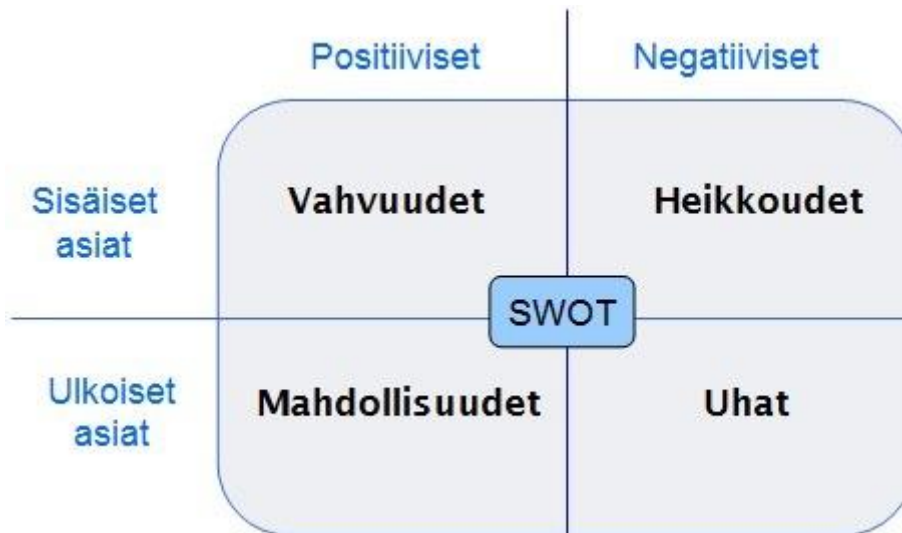 Positiiviset Negatiiviset
Sisäiset
asiat
Vahvuudet Heikkoudet
SWOT
Ulkoiset
asiat
Mahdollisuudet Uhat